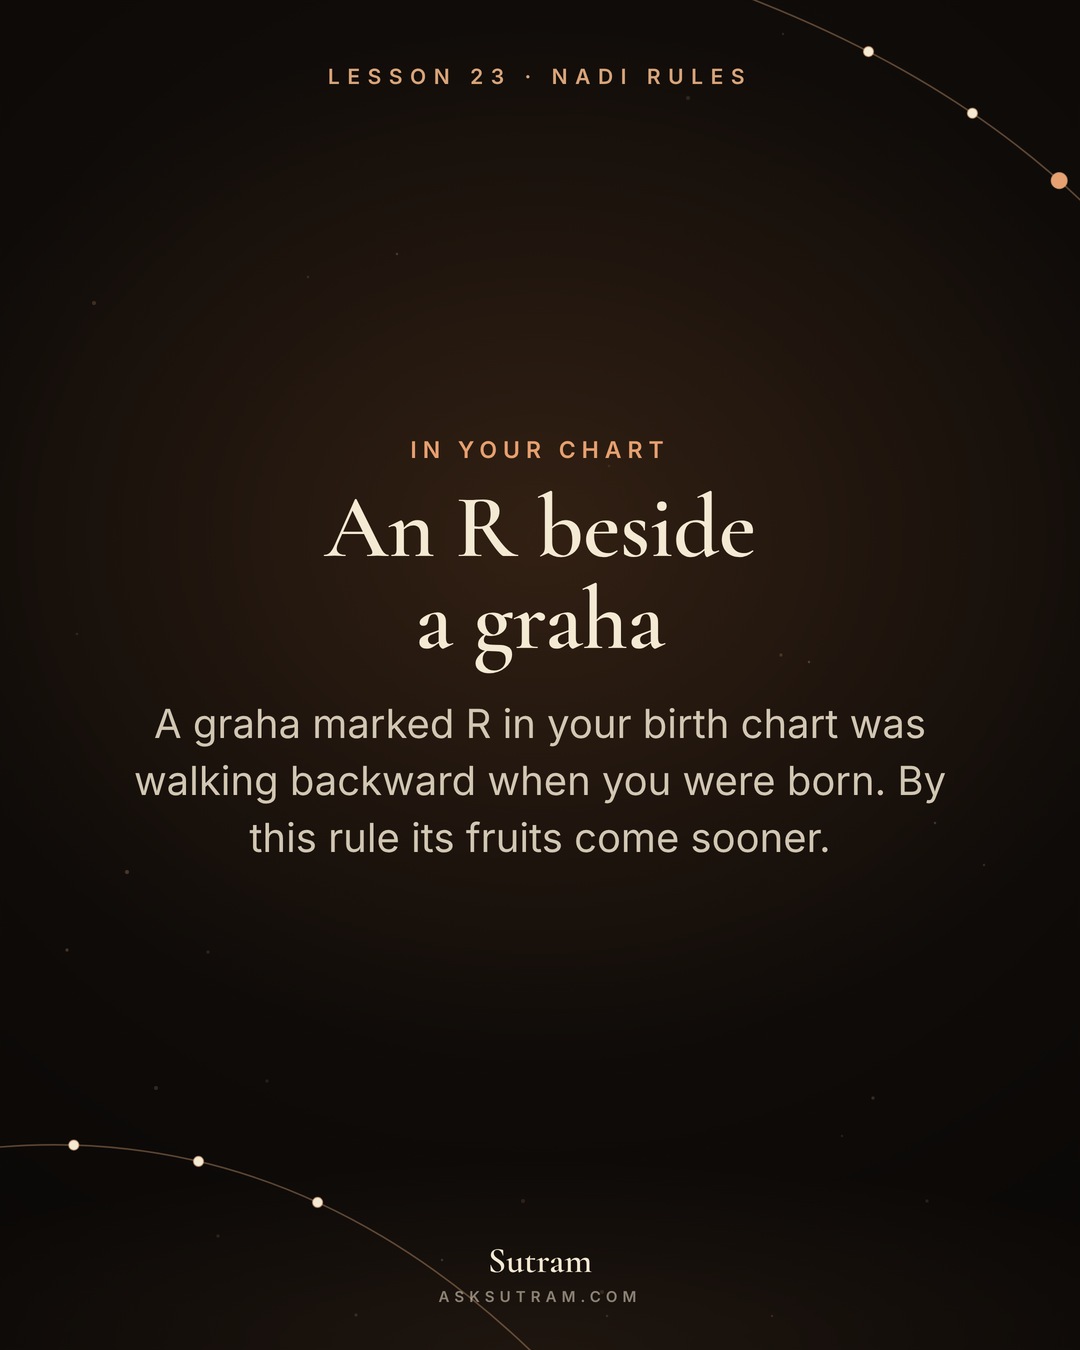 LESSON 23 · NADI RULES
IN YOUR CHART
An R beside
a graha
A graha marked R in your birth chart was
walking backward when you were born. By
this rule its fruits come sooner.
Sutram
ASKSUTRAM.COM